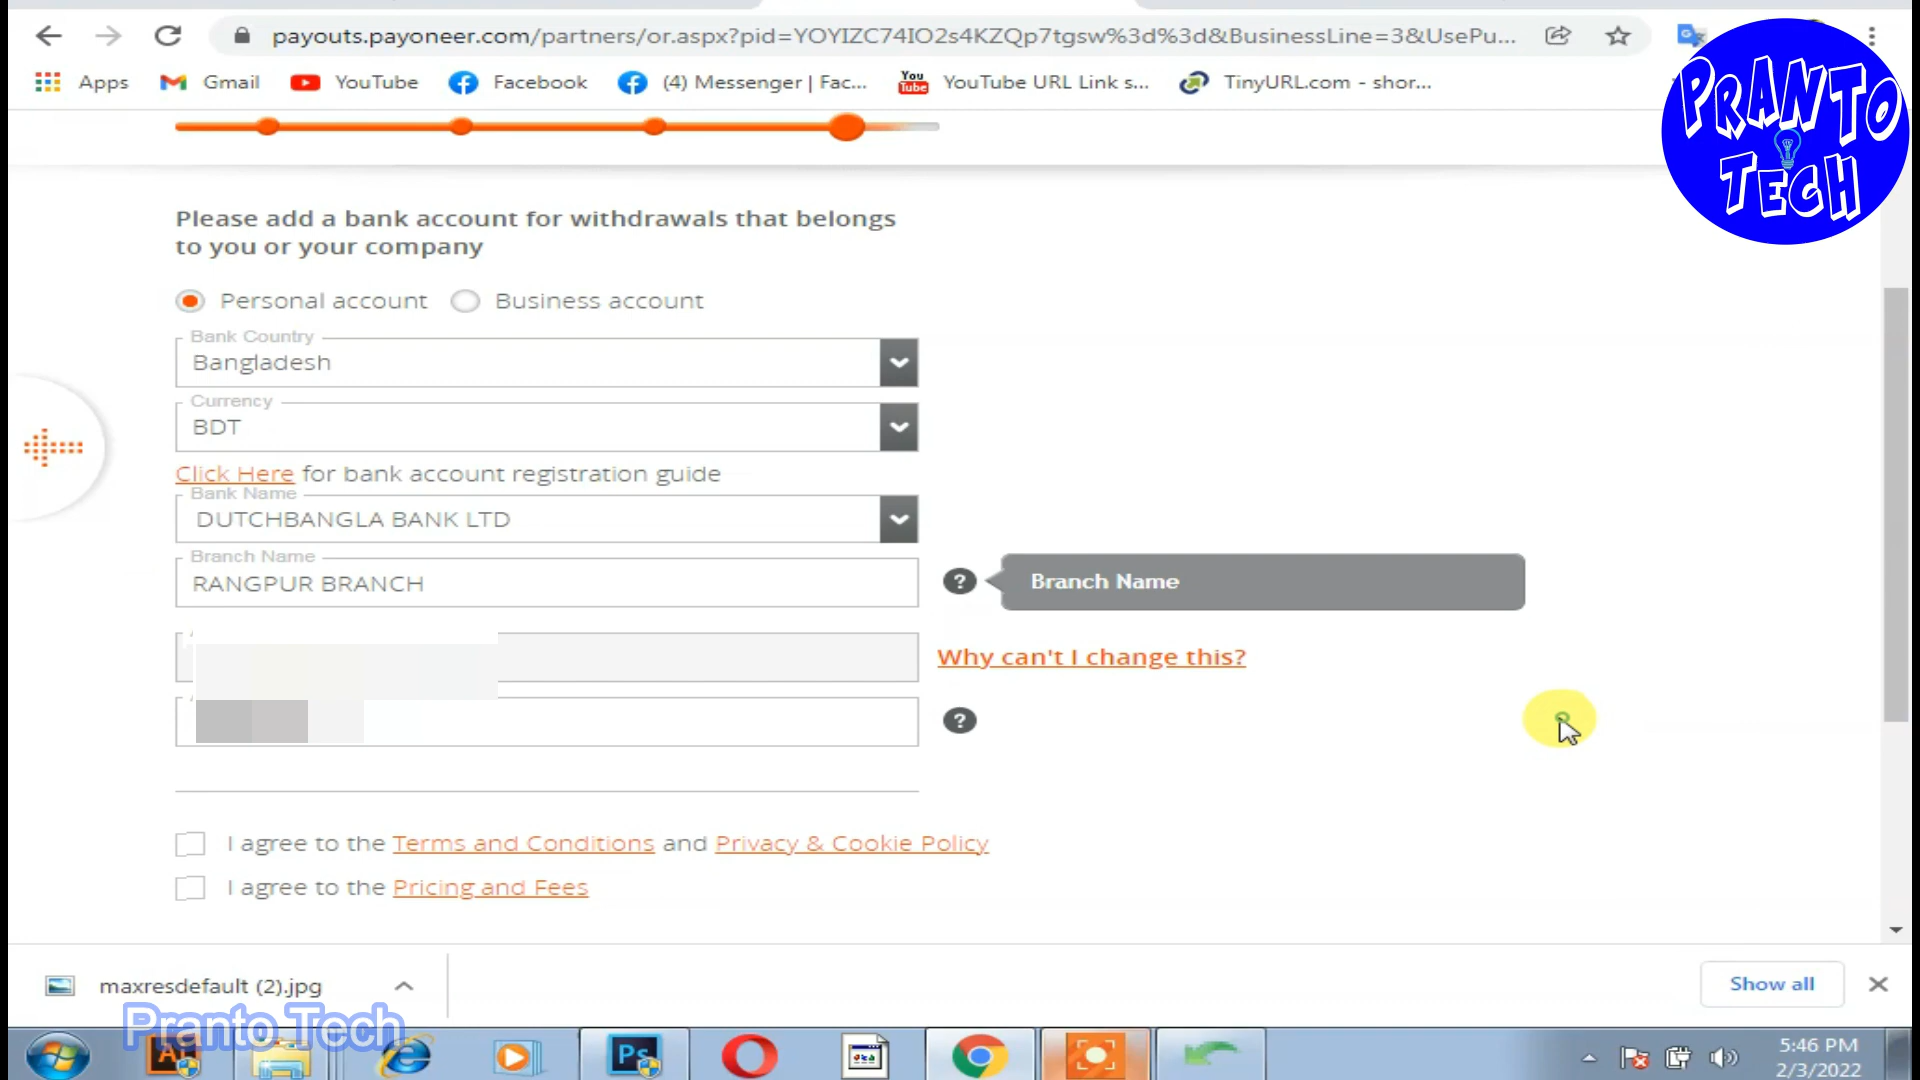 payouts.payoneer.com/partners/or.aspx?pid=YOYIZC74IO2s4KZQp7tgsw%3d%3d&BusinessLine=3&UsePu...
Apps
Gmail
YouTube
Facebook
(4) Messenger | Fac...
You
Tube
YouTube URL Link s...
TinyURL.com - shor...
PRANTO
TECH
Please add a bank account for withdrawals that belongs
to you or your company
Personal account
Business account
Bank Country
Bangladesh
Currency
BDT
Click Here for bank account registration guide
Bank Name
DUTCHBANGLA BANK LTD
Branch Name
RANGPUR BRANCH
?
Branch Name
Why can't I change this?
?
I agree to the Terms and Conditions and Privacy & Cookie Policy
I agree to the Pricing and Fees
maxresdefault (2).jpg
Show all
Pranto Tech
Ai
Ps
5:46 PM
2/3/2022